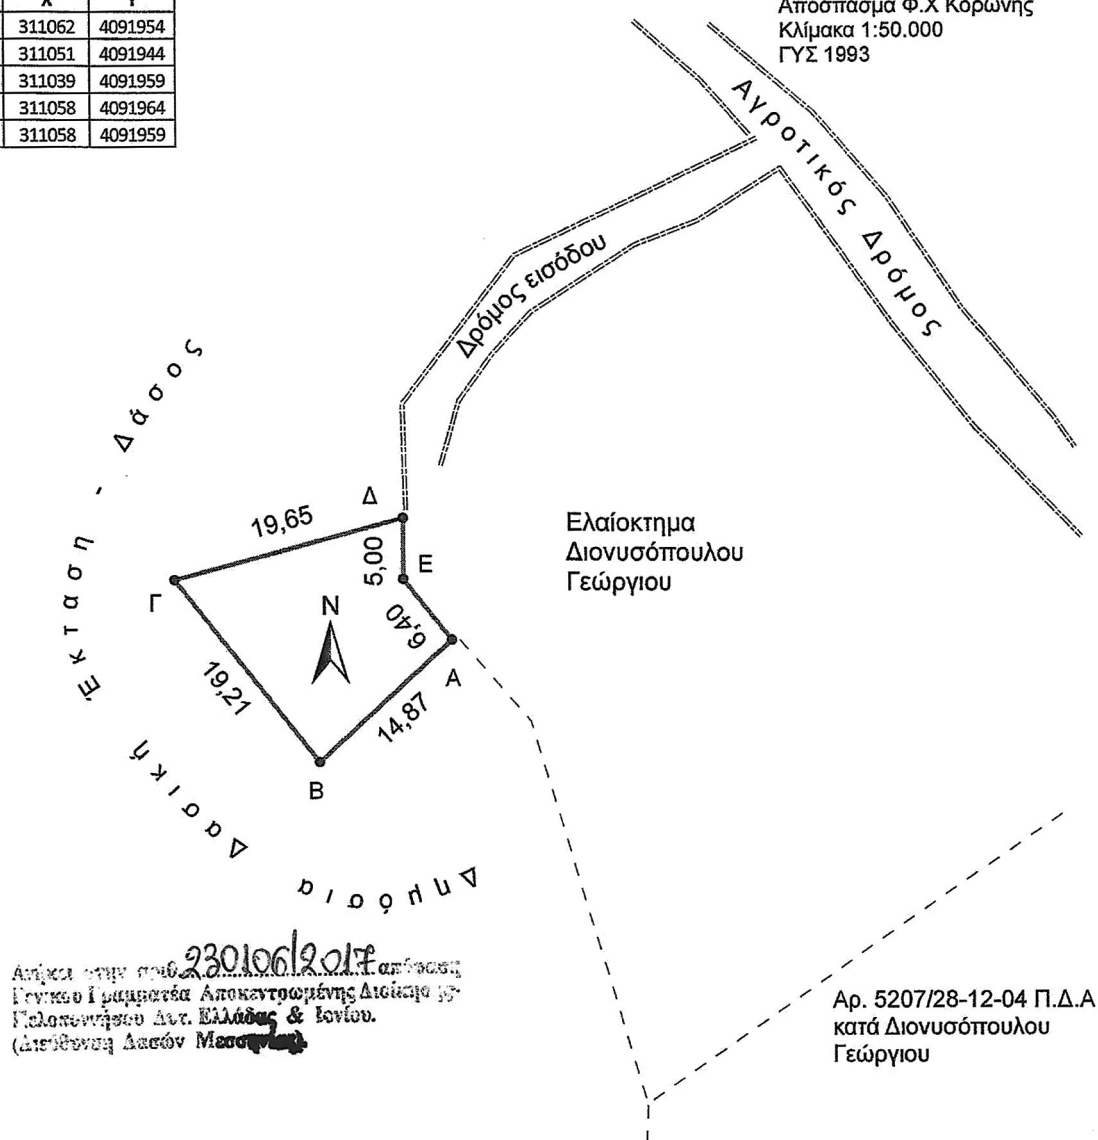 X Y
311062 4091954
311051 4091944
311039 4091959
311058 4091964
311058 4091959
Απόσπασμα Φ.Χ Κορώνης
Κλίμακα 1:50.000
ΓΥΣ 1993
Αγροτικός Δρόμος
Δρόμος εισόδου
Δημόσια Δασική Έκταση - Δάσος
Δ
19,65
5,00
Ε
Γ
N
6,40
Α
19,21
14,87
Β
Ελαίοκτημα
Διονυσόπουλου
Γεώργιου
Ανήκει στην αριθ. 230106/2017 απόφαση
Γενικού Γραμματέα Αποκεντρωμένης Διοίκησης
Πελοποννήσου Δυτ. Ελλάδας & Ιονίου.
(Διεύθυνση Δασών Μεσσηνίας).
Αρ. 5207/28-12-04 Π.Δ.Α
κατά Διονυσόπουλου
Γεώργιου